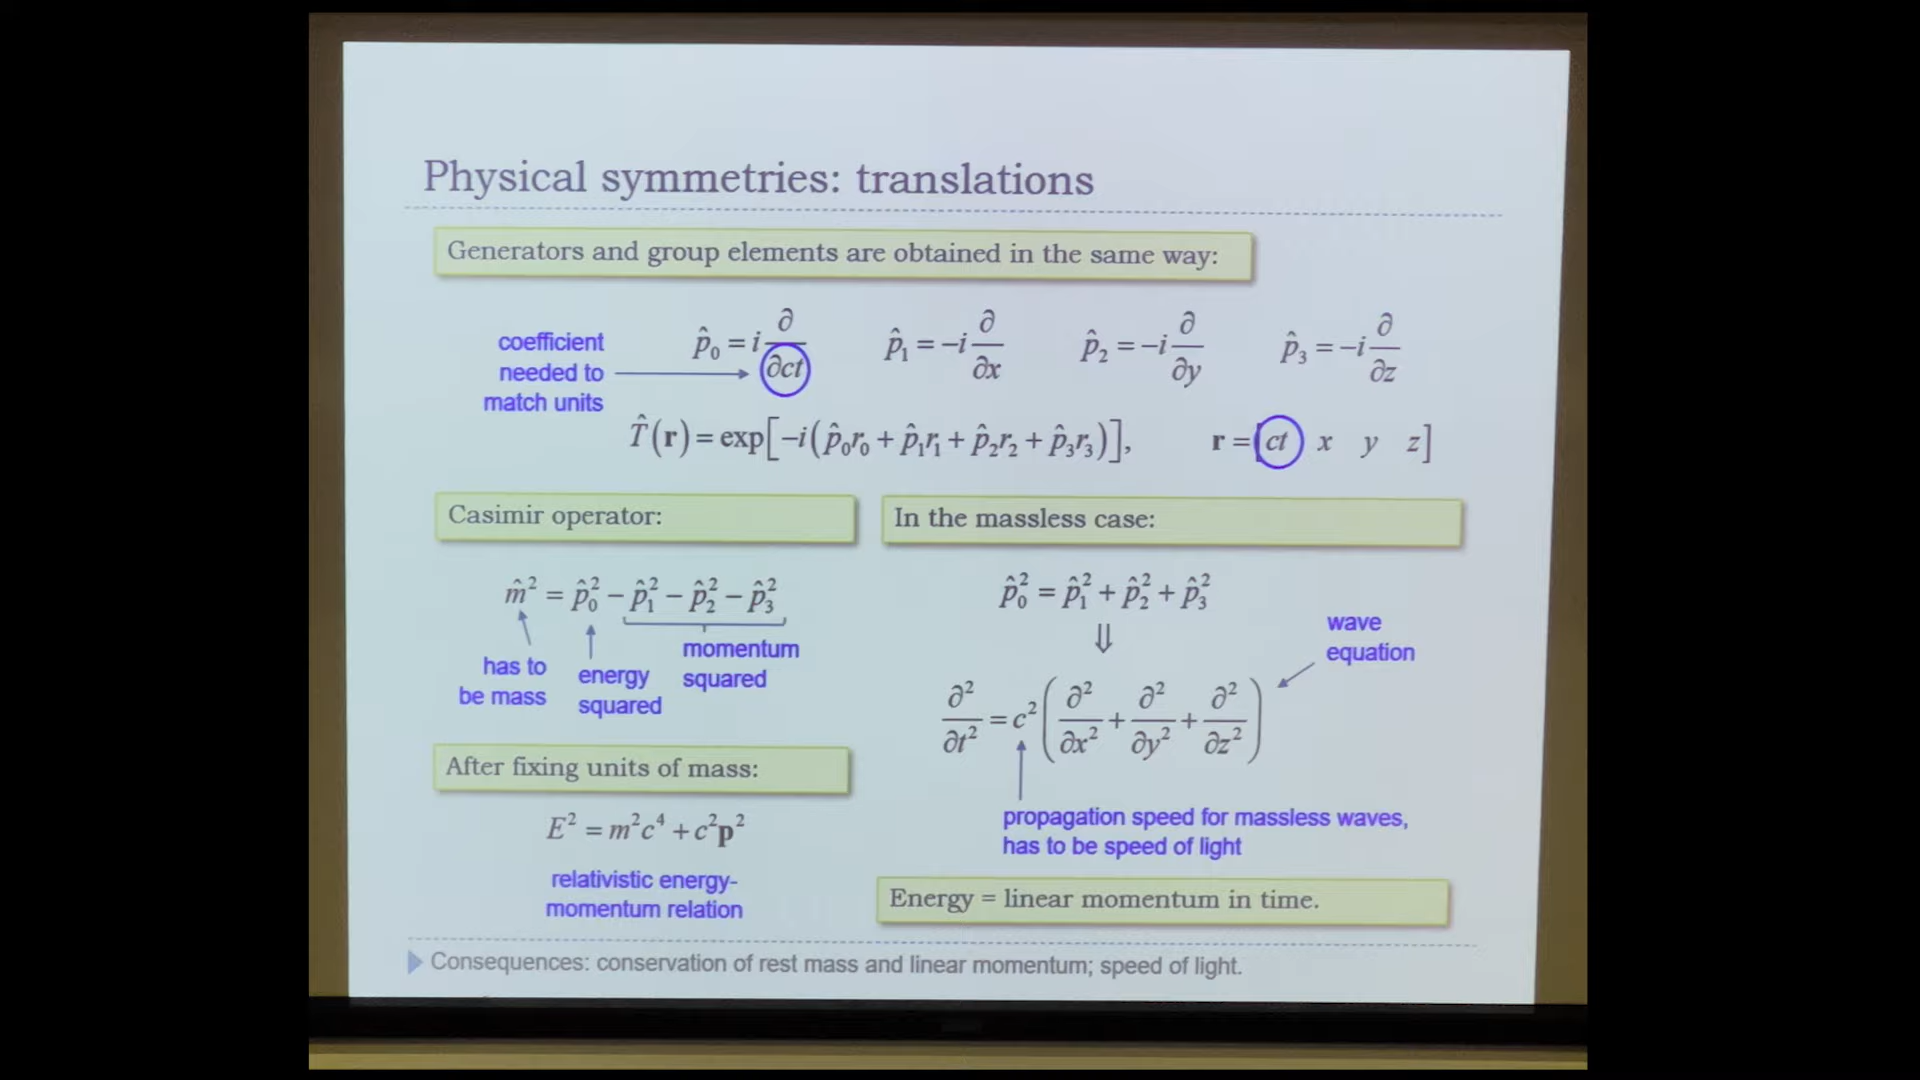 Physical symmetries: translations
Generators and group elements are obtained in the same way:
coefficient
needed to
match units
p̂₀ = i ∂/∂ct   p̂₁ = −i ∂/∂x   p̂₂ = −i ∂/∂y   p̂₃ = −i ∂/∂z
T̂(r) = exp[−i(p̂₀r₀ + p̂₁r₁ + p̂₂r₂ + p̂₃r₃)],   r = [ct x y z]
Casimir operator:
m̂² = p̂₀² − p̂₁² − p̂₂² − p̂₃²
has to
be mass
energy
squared
momentum
squared
After fixing units of mass:
E² = m²c⁴ + c²p²
relativistic energy-
momentum relation
In the massless case:
p̂₀² = p̂₁² + p̂₂² + p̂₃²
⇓
wave
equation
∂²/∂t² = c²(∂²/∂x² + ∂²/∂y² + ∂²/∂z²)
propagation speed for massless waves,
has to be speed of light
Energy = linear momentum in time.
Consequences: conservation of rest mass and linear momentum; speed of light.